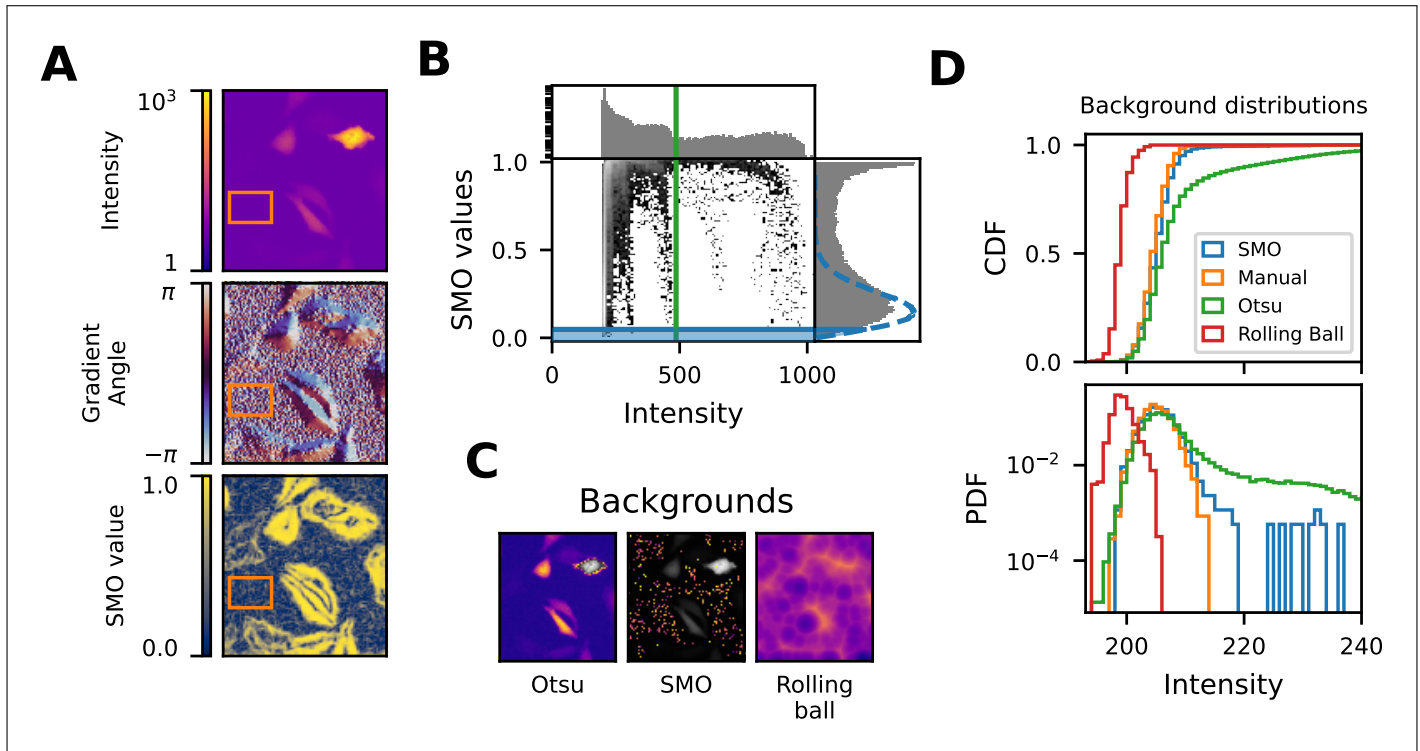 A
10³
Intensity
1
π
Gradient
Angle
−π
1.0
SMO value
0.0
B
1.0
SMO values
0.5
0.0
0
500
1000
Intensity
C
Backgrounds
Otsu
SMO
Rolling
ball
D
Background distributions
1.0
CDF
0.5
0.0
SMO
Manual
Otsu
Rolling Ball
10⁻²
PDF
10⁻⁴
200
220
240
Intensity